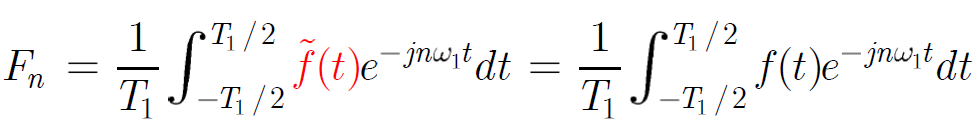 $F_n = \frac{1}{T_1} \int_{-T_1/2}^{T_1/2} \tilde{f}(t) e^{-jn\omega_1 t} dt = \frac{1}{T_1} \int_{-T_1/2}^{T_1/2} f(t) e^{-jn\omega_1 t} dt$